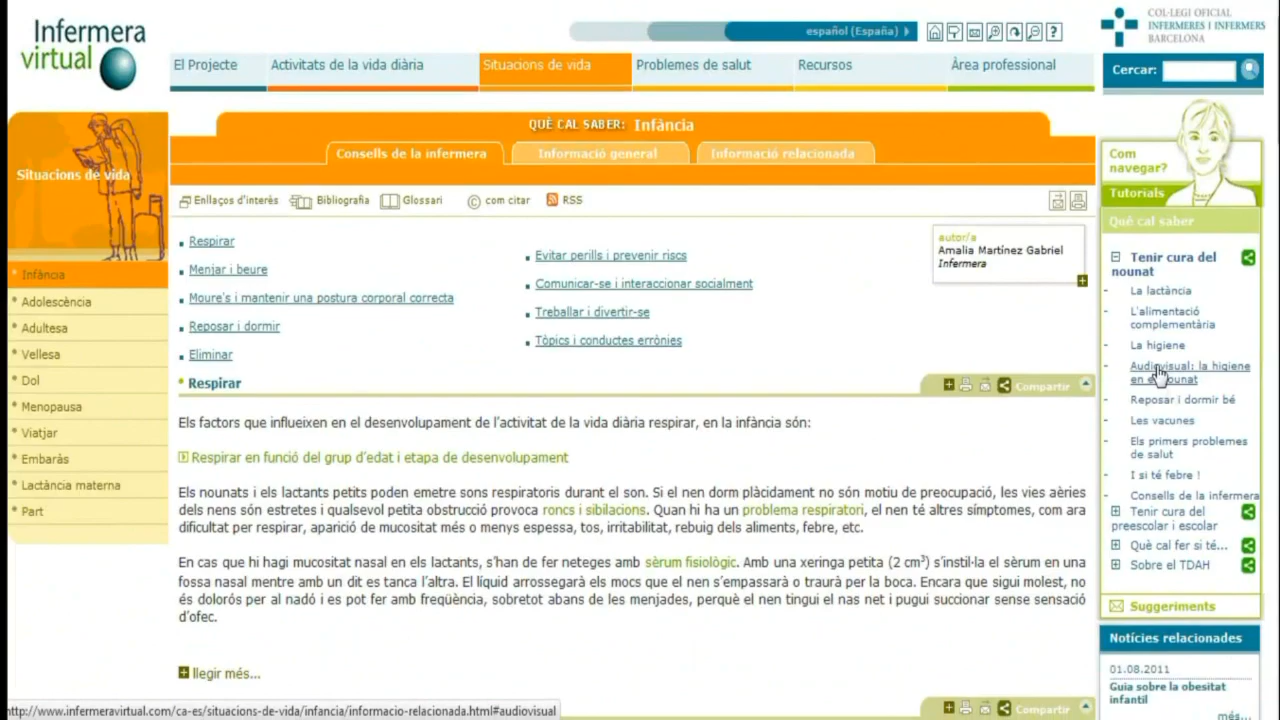 Infermera
virtual
español (España)
COL·LEGI OFICIAL
INFERMERES I INFERMERS
BARCELONA
El Projecte
Activitats de la vida diària
Situacions de vida
Problemes de salut
Recursos
Àrea professional
Cercar:
QUÈ CAL SABER: Infància
Consells de la infermera
Informació general
Informació relacionada
Situacions de vida
Infància
Adolescència
Adultesa
Vellesa
Dol
Menopausa
Viatjar
Embaràs
Lactància materna
Part
Enllaços d'interès
Bibliografia
Glossari
© com citar
RSS
Respirar
Menjar i beure
Moure's i mantenir una postura corporal correcta
Reposar i dormir
Eliminar
Evitar perills i prevenir riscs
Comunicar-se i interaccionar socialment
Treballar i divertir-se
Tòpics i conductes errònies
autor/a
Amalia Martínez Gabriel
Infermera
Respirar
Compartir
Els factors que influeixen en el desenvolupament de l'activitat de la vida diària respirar, en la infància són:
Respirar en funció del grup d'edat i etapa de desenvolupament
Els nounats i els lactants petits poden emetre sons respiratoris durant el son. Si el nen dorm plàcidament no són motiu de preocupació, les vies aèries
dels nens són estretes i qualsevol petita obstrucció provoca roncs i sibilacions. Quan hi ha un problema respiratori, el nen té altres símptomes, com ara
dificultat per respirar, aparició de mucositat més o menys espessa, tos, irritabilitat, rebuig dels aliments, febre, etc.
En cas que hi hagi mucositat nasal en els lactants, s'han de fer neteges amb sèrum fisiològic. Amb una xeringa petita (2 cm³) s'instil·la el sèrum en una
fossa nasal mentre amb un dit es tanca l'altra. El líquid arrossegarà els mocs que el nen s'empassarà o traurà per la boca. Encara que sigui molest, no
és dolorós per al nadó i es pot fer amb freqüència, sobretot abans de les menjades, perquè el nen tingui el nas net i pugui succionar sense sensació
d'ofec.
llegir més...
Compartir
Com
navegar?
Tutorials
Què cal saber
Tenir cura del
nounat
La lactància
L'alimentació
complementària
La higiene
Audiovisual: la higiene
en el nounat
Reposar i dormir bé
Les vacunes
Els primers problemes
de salut
I si té febre !
Consells de la infermera
Tenir cura del
preescolar i escolar
Què cal fer si té...
Sobre el TDAH
Suggeriments
Notícies relacionades
01.08.2011
Guia sobre la obesitat
infantil
més...
http://www.infermeravirtual.com/ca-es/situacions-de-vida/infancia/informacio-relacionada.html#audiovisual